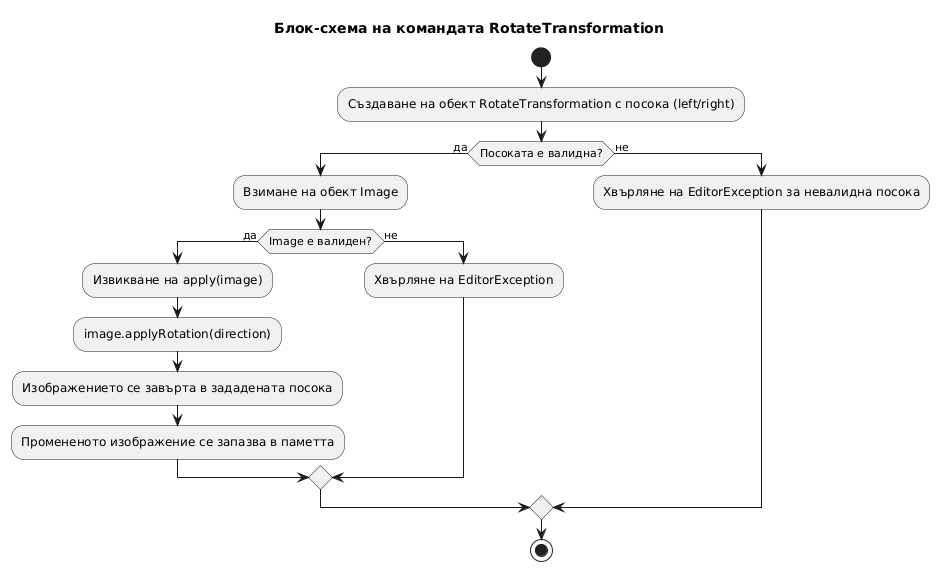 Блок-схема на командата RotateTransformation
Създаване на обект RotateTransformation с посока (left/right)
да
Посоката е валидна?
не
Взимане на обект Image
Хвърляне на EditorException за невалидна посока
да
Image е валиден?
не
Извикване на apply(image)
Хвърляне на EditorException
image.applyRotation(direction)
Изображението се завърта в зададената посока
Промененото изображение се запазва в паметта